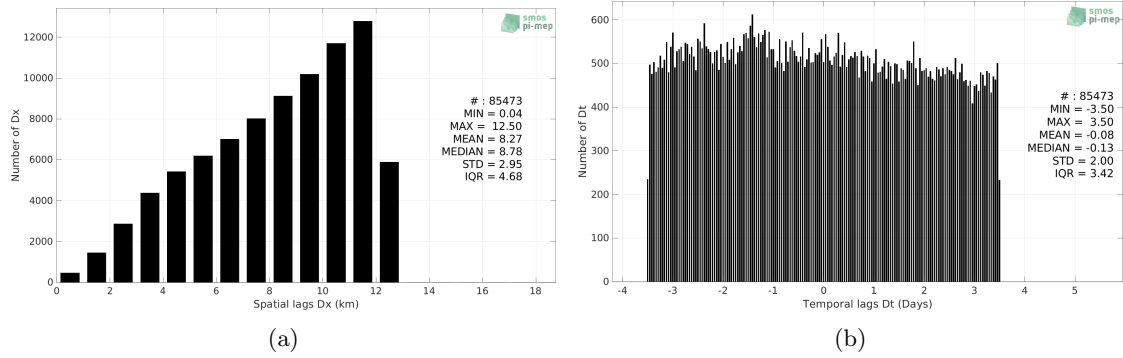 smos
pi-mep
12000
10000
8000
6000
4000
2000
0
Number of Dx
# : 85473
MIN = 0.04
MAX = 12.50
MEAN = 8.27
MEDIAN = 8.78
STD = 2.95
IQR = 4.68
0 2 4 6 8 10 12 14 16 18
Spatial lags Dx (km)
(a)
smos
pi-mep
600
500
400
300
200
100
0
Number of Dt
# : 85473
MIN = -3.50
MAX = 3.50
MEAN = -0.08
MEDIAN = -0.13
STD = 2.00
IQR = 3.42
-4 -3 -2 -1 0 1 2 3 4 5
Temporal lags Dt (Days)
(b)